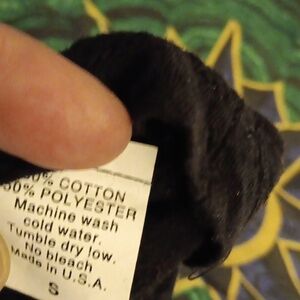 0% COTTON
50% POLYESTER
Machine wash
cold water.
Tumble dry low.
No bleach
Made in U.S.A.
S